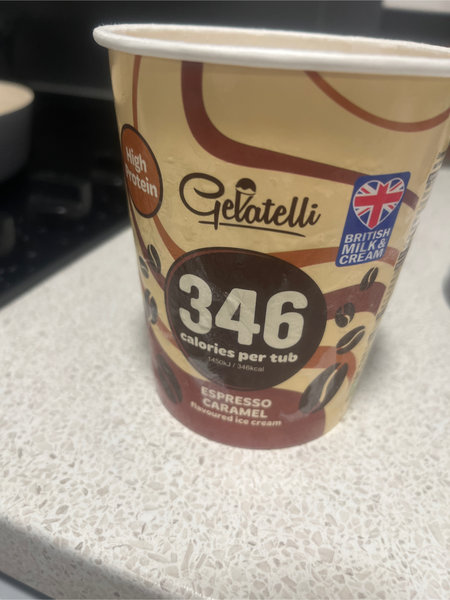 High
Protein
Gelatelli
BRITISH
MILK &
CREAM
346
calories per tub
1450kJ / 346kcal
ESPRESSO
CARAMEL
flavoured ice cream